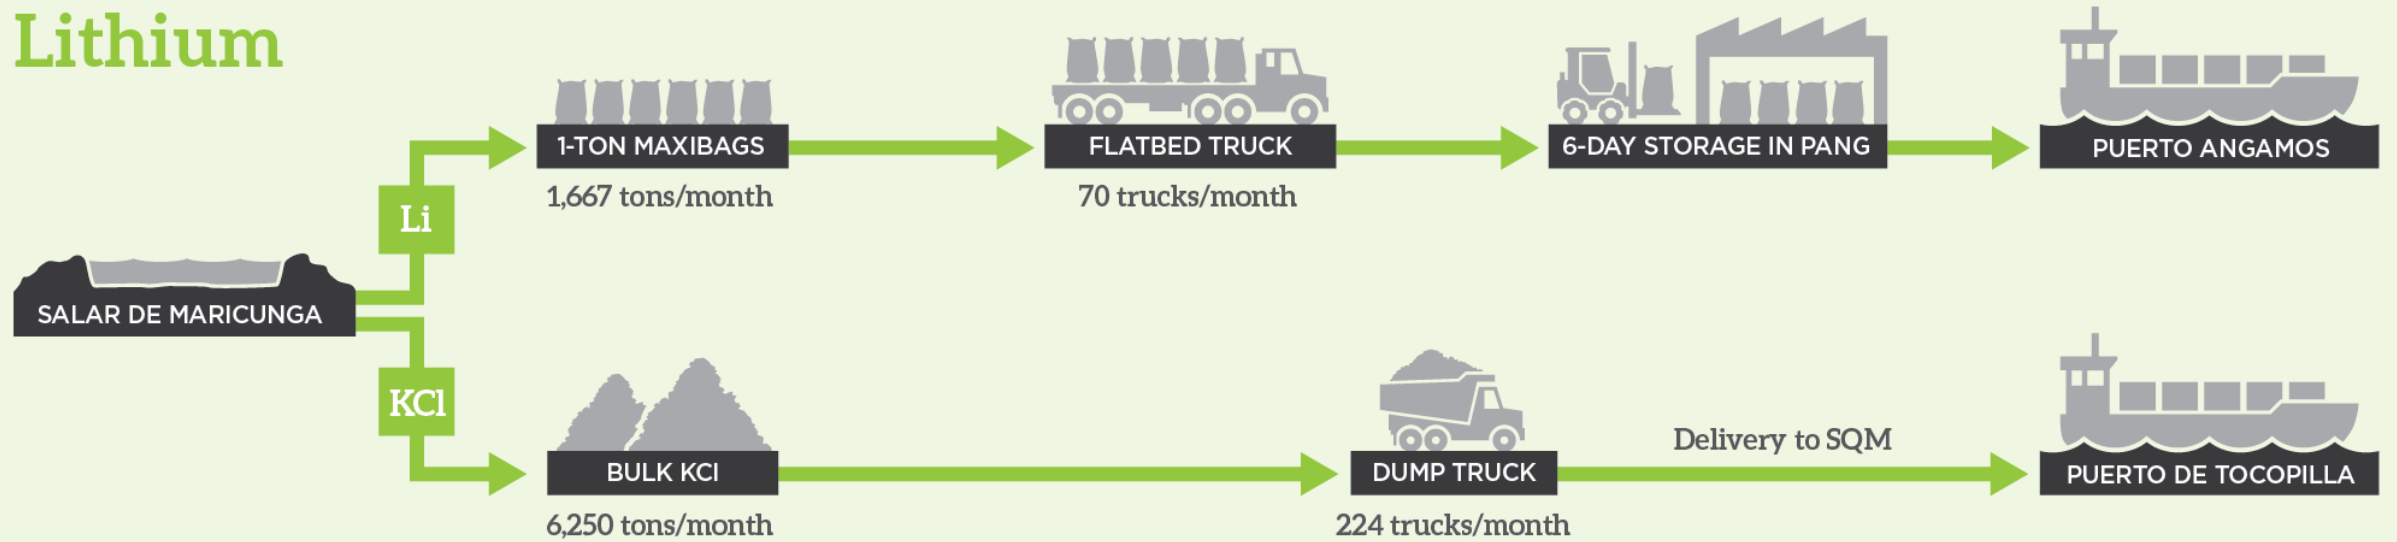 Lithium
1-TON MAXIBAGS
1,667 tons/month
FLATBED TRUCK
70 trucks/month
6-DAY STORAGE IN PANG
PUERTO ANGAMOS
Li
SALAR DE MARICUNGA
KCl
BULK KCl
6,250 tons/month
DUMP TRUCK
224 trucks/month
Delivery to SQM
PUERTO DE TOCOPILLA